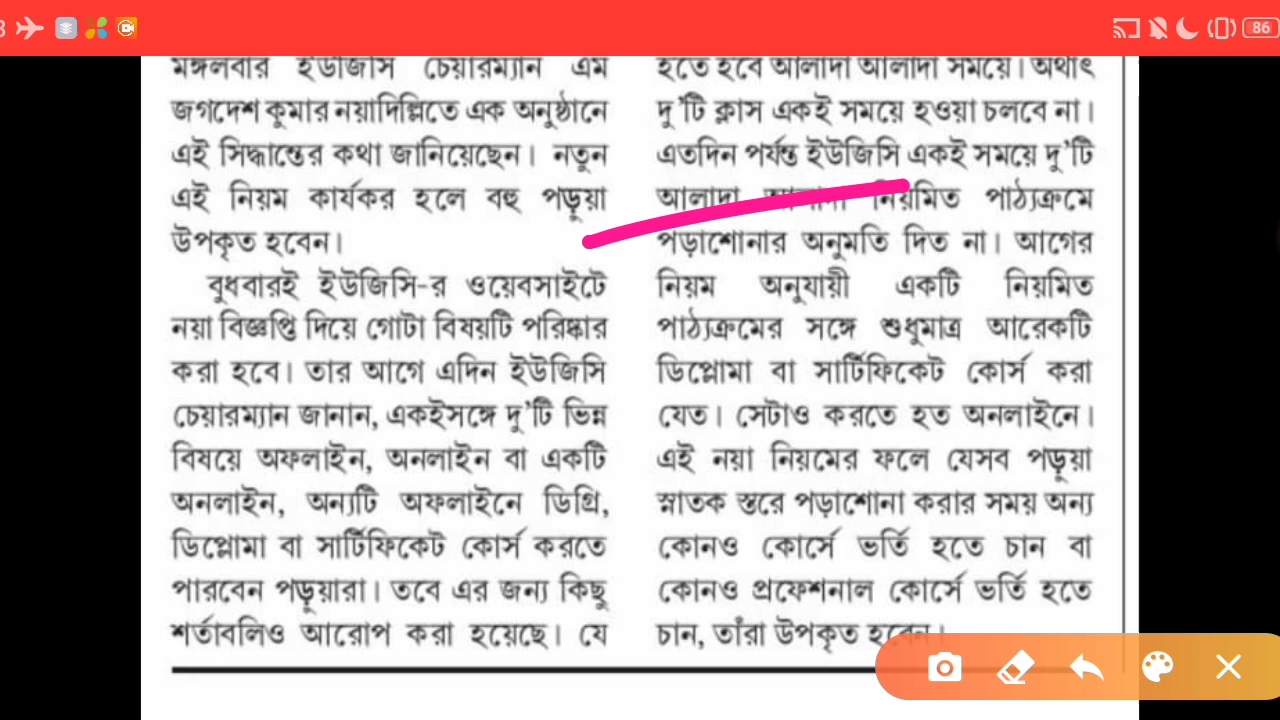 86
মঙ্গলবার ইউজিসি চেয়ারম্যান এম
জগদেশ কুমার নয়াদিল্লিতে এক অনুষ্ঠানে
এই সিদ্ধান্তের কথা জানিয়েছেন। নতুন
এই নিয়ম কার্যকর হলে বহু পড়ুয়া
উপকৃত হবেন।
বুধবারই ইউজিসি-র ওয়েবসাইটে
নয়া বিজ্ঞপ্তি দিয়ে গোটা বিষয়টি পরিষ্কার
করা হবে। তার আগে এদিন ইউজিসি
চেয়ারম্যান জানান, একইসঙ্গে দু'টি ভিন্ন
বিষয়ে অফলাইন, অনলাইন বা একটি
অনলাইন, অন্যটি অফলাইনে ডিগ্রি,
ডিপ্লোমা বা সার্টিফিকেট কোর্স করতে
পারবেন পড়ুয়ারা। তবে এর জন্য কিছু
শর্তাবলিও আরোপ করা হয়েছে। যে
হতে হবে আলাদা আলাদা সময়ে। অর্থাৎ
দু'টি ক্লাস একই সময়ে হওয়া চলবে না।
এতদিন পর্যন্ত ইউজিসি একই সময়ে দু'টি
আলাদা আলাদা নিয়মিত পাঠ্যক্রমে
পড়াশোনার অনুমতি দিত না। আগের
নিয়ম অনুযায়ী একটি নিয়মিত
পাঠ্যক্রমের সঙ্গে শুধুমাত্র আরেকটি
ডিপ্লোমা বা সার্টিফিকেট কোর্স করা
যেত। সেটাও করতে হত অনলাইনে।
এই নয়া নিয়মের ফলে যেসব পড়ুয়া
স্নাতক স্তরে পড়াশোনা করার সময় অন্য
কোনও কোর্সে ভর্তি হতে চান বা
কোনও প্রফেশনাল কোর্সে ভর্তি হতে
চান, তাঁরা উপকৃত হবেন।